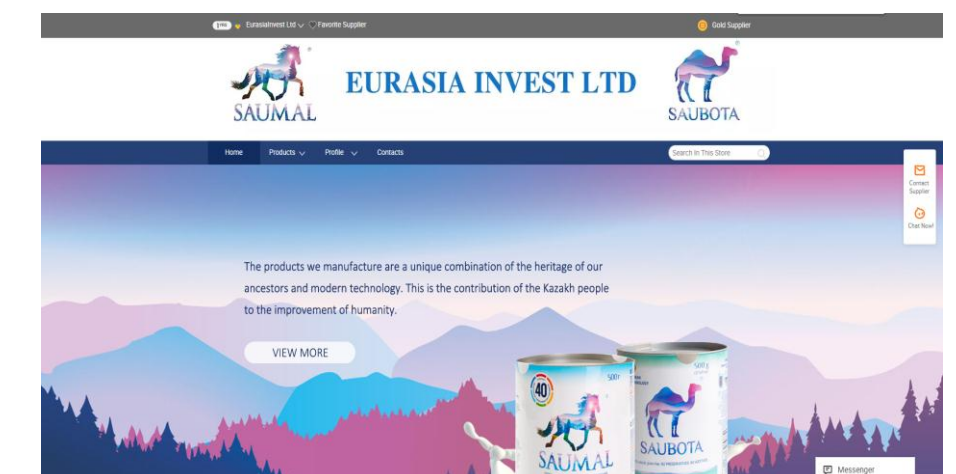 EurasiaInvest Ltd Favorite Supplier
Gold Supplier
SAUMAL
EURASIA INVEST LTD
SAUBOTA
Home Products Profile Contacts
Search In This Store
Contact
Supplier
Chat Now!
The products we manufacture are a unique combination of the heritage of our
ancestors and modern technology. This is the contribution of the Kazakh people
to the improvement of humanity.
VIEW MORE
40
500г
SAUMAL
500 g
SAUBOTA
Messenger